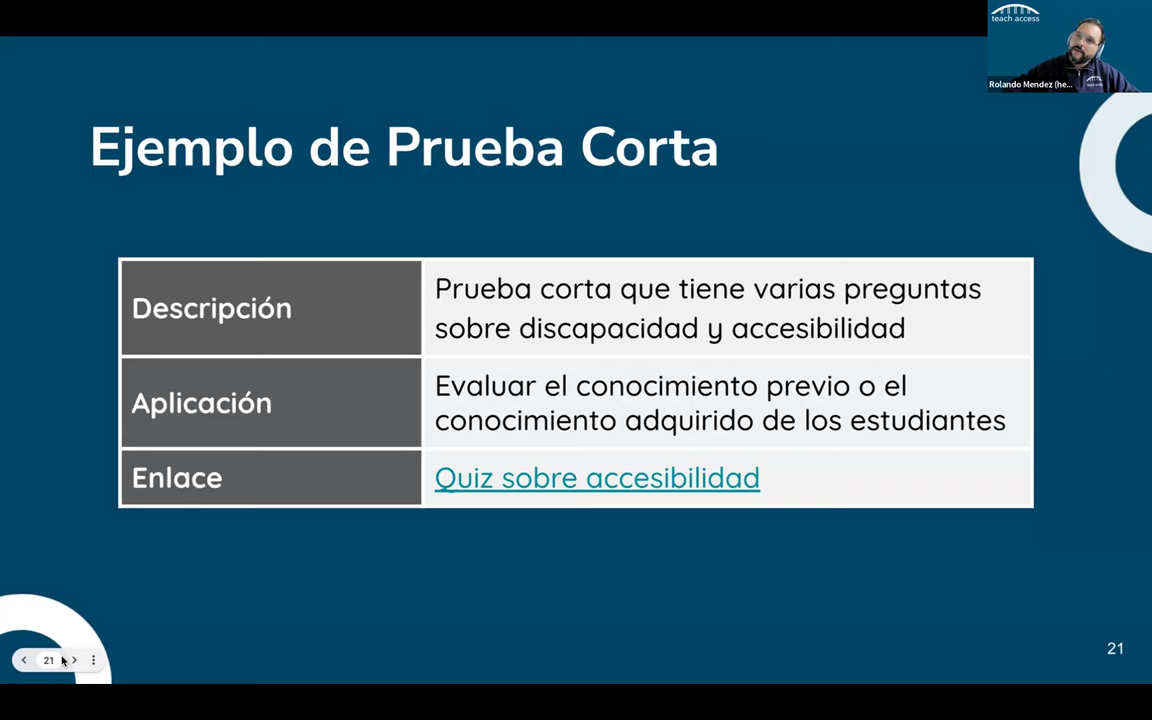 teach access
Rolando Mendez (he...
Ejemplo de Prueba Corta
Descripción
Prueba corta que tiene varias preguntas
sobre discapacidad y accesibilidad
Aplicación
Evaluar el conocimiento previo o el
conocimiento adquirido de los estudiantes
Enlace
Quiz sobre accesibilidad
21
21